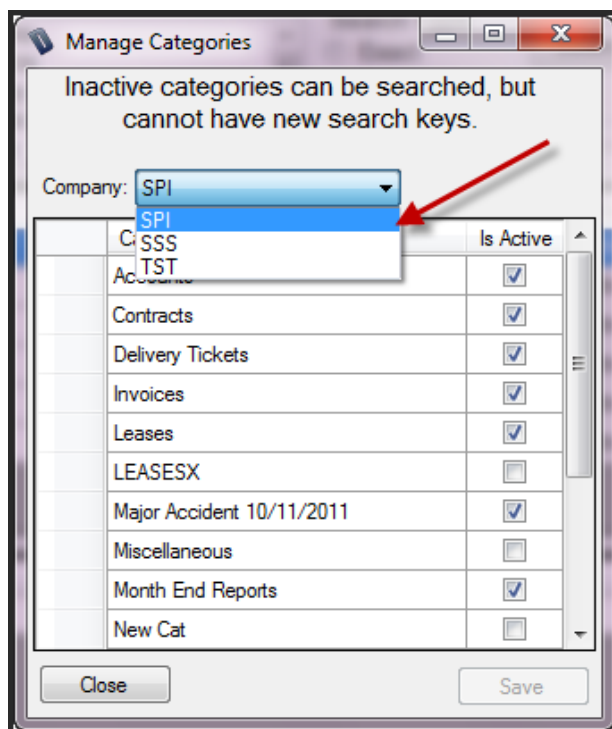 Manage Categories
Inactive categories can be searched, but
cannot have new search keys.
Company: SPI
SPI
SSS
TST
Is Active
Contracts
Delivery Tickets
Invoices
Leases
LEASESX
Major Accident 10/11/2011
Miscellaneous
Month End Reports
New Cat
Close
Save